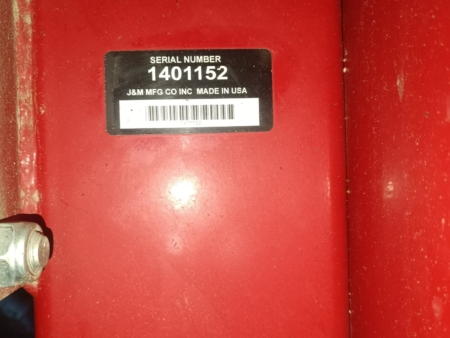 SERIAL NUMBER
1401152
J&M MFG CO INC MADE IN USA